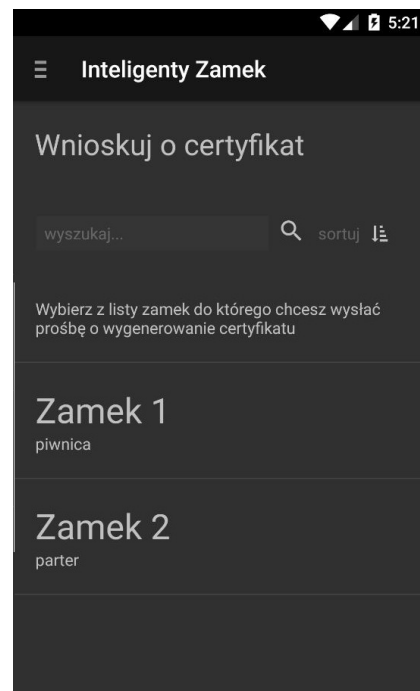 5:21
Inteligenty Zamek
Wnioskuj o certyfikat
wyszukaj...
sortuj
Wybierz z listy zamek do którego chcesz wysłać
prośbę o wygenerowanie certyfikatu
Zamek 1
piwnica
Zamek 2
parter